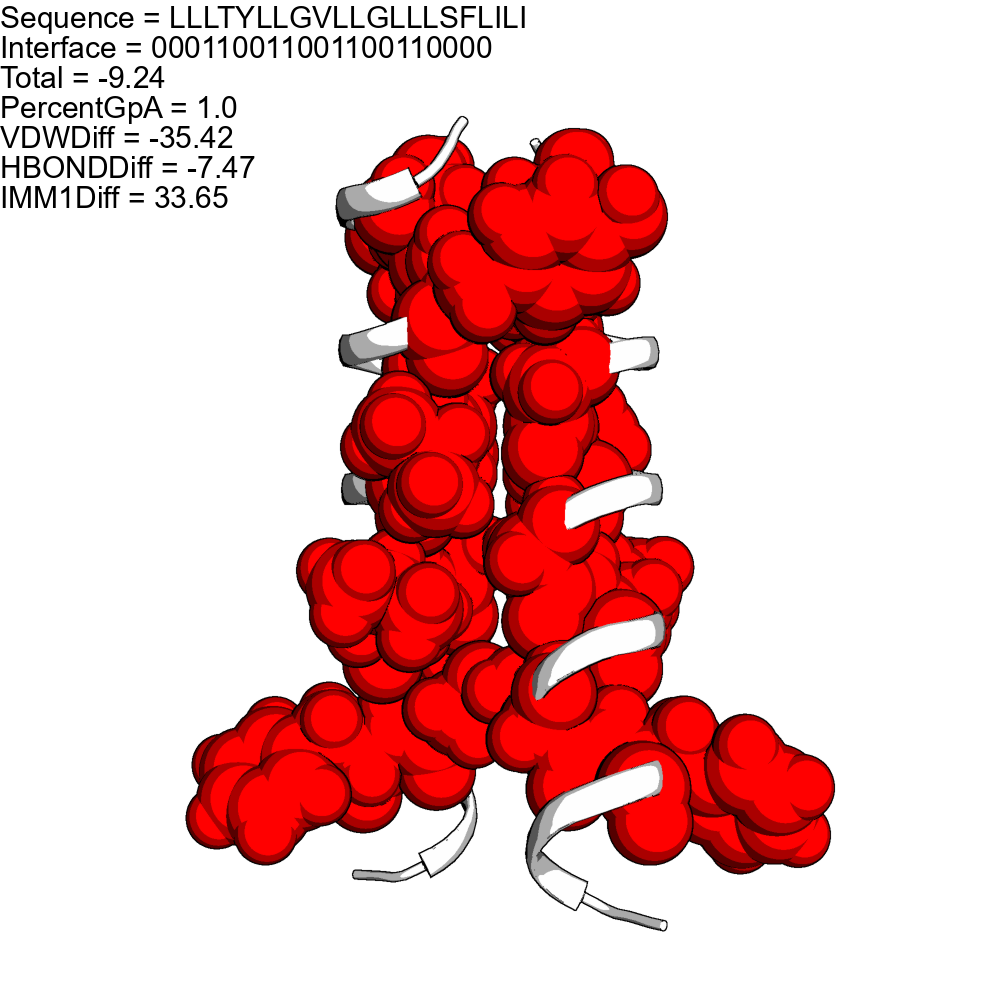 Sequence = LLLTYLLGVLLGLLLSFLILI
Interface = 000110011001100110000
Total = -9.24
PercentGpA = 1.0
VDWDiff = -35.42
HBONDDiff = -7.47
IMM1Diff = 33.65